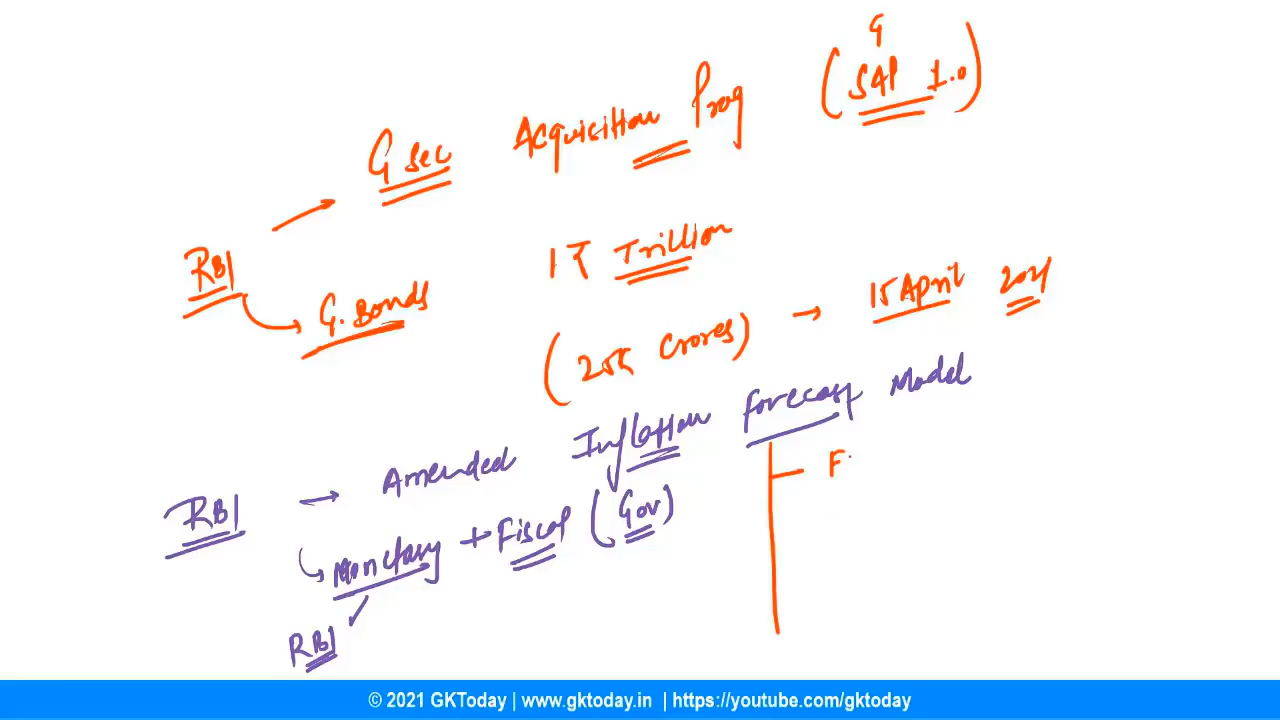 G
( SAP 1.0 )
G Sec Acquisition Prog
RBI
1₹ Trillion
G. Bonds
15 April 2021
(25K Crores)
Amended Inflation Forecast Model
F
RBI
Monetary + Fiscal (Gov)
RBI
© 2021 GKToday | www.gktoday.in | https://youtube.com/gktoday